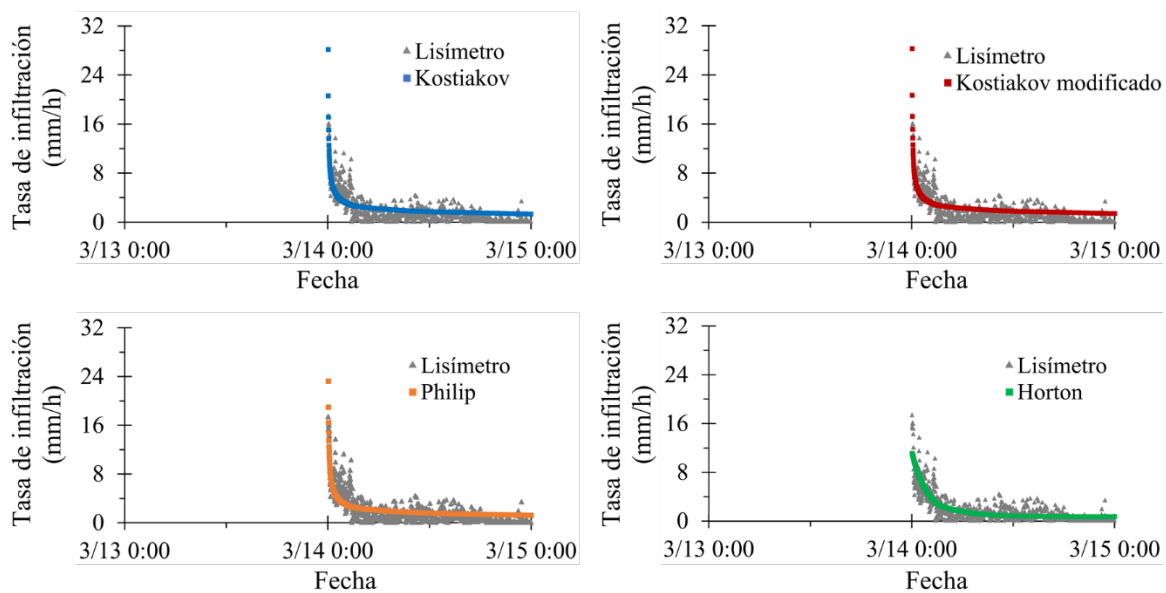 Tasa de infiltración
(mm/h)
32
24
16
8
0
Lisímetro
Kostiakov
3/13 0:00
3/14 0:00
3/15 0:00
Fecha
Tasa de infiltración
(mm/h)
32
24
16
8
0
Lisímetro
Kostiakov modificado
3/13 0:00
3/14 0:00
3/15 0:00
Fecha
Tasa de infiltración
(mm/h)
32
24
16
8
0
Lisímetro
Philip
3/13 0:00
3/14 0:00
3/15 0:00
Fecha
Tasa de infiltración
(mm/h)
32
24
16
8
0
Lisímetro
Horton
3/13 0:00
3/14 0:00
3/15 0:00
Fecha